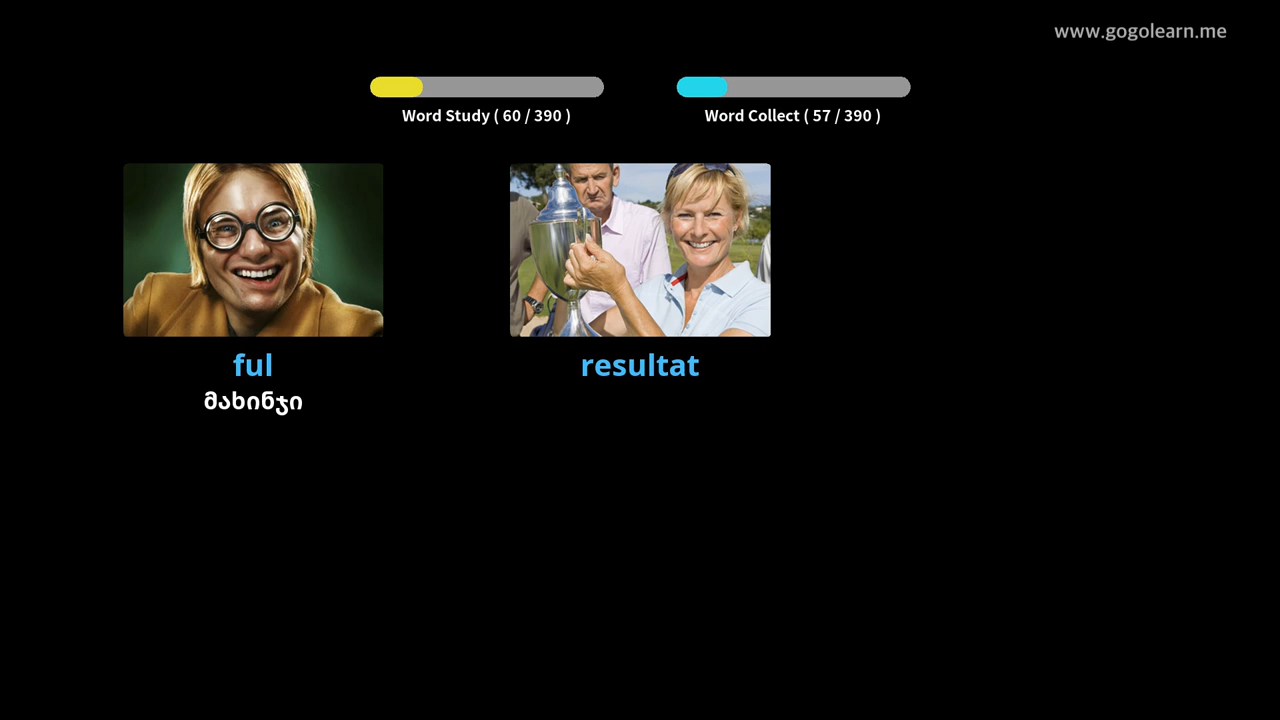 www.gogolearn.me
Word Study ( 60 / 390 )
Word Collect ( 57 / 390 )
ful
მახინჯი
resultat